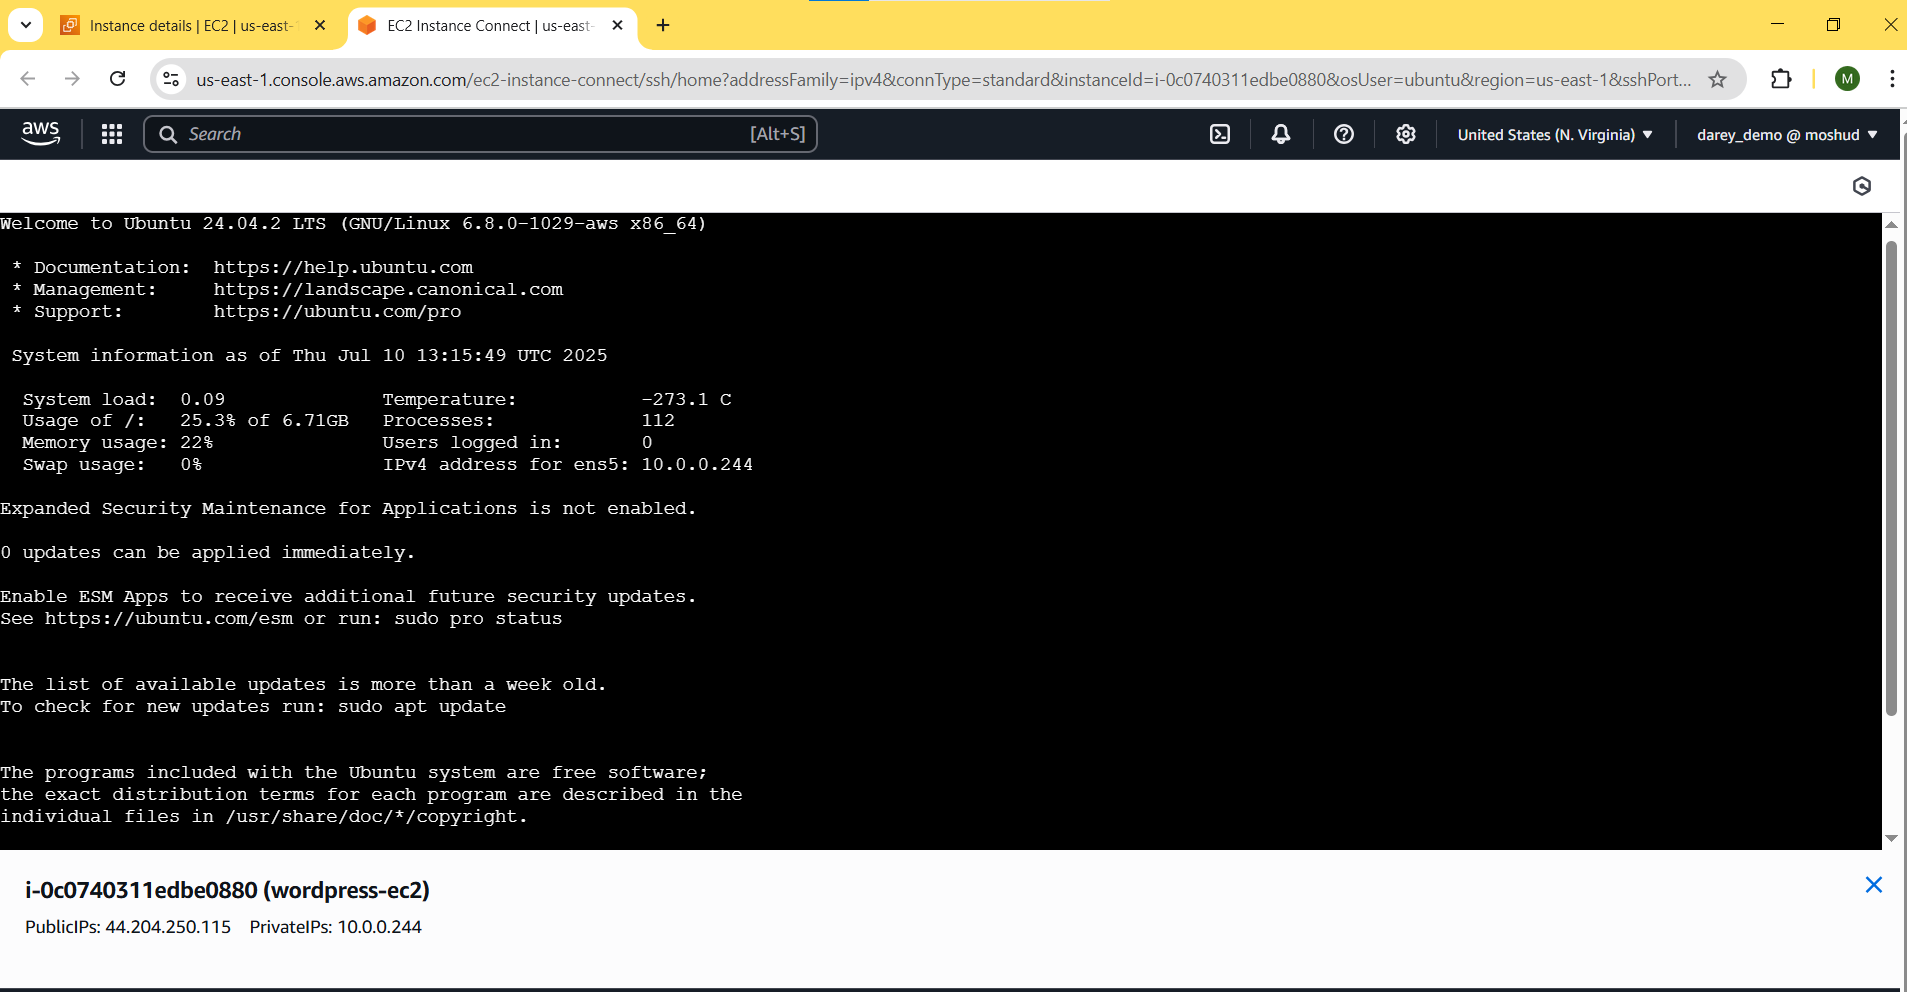 Instance details | EC2 | us-east-
EC2 Instance Connect | us-east-
us-east-1.console.aws.amazon.com/ec2-instance-connect/ssh/home?addressFamily=ipv4&connType=standard&instanceId=i-0c0740311edbe0880&osUser=ubuntu&region=us-east-1&sshPort...
M
aws
Search [Alt+S]
United States (N. Virginia)
darey_demo @ moshud
Welcome to Ubuntu 24.04.2 LTS (GNU/Linux 6.8.0-1029-aws x86_64)
* Documentation: https://help.ubuntu.com
* Management: https://landscape.canonical.com
* Support: https://ubuntu.com/pro
System information as of Thu Jul 10 13:15:49 UTC 2025
System load: 0.09 Temperature: -273.1 C
Usage of /: 25.3% of 6.71GB Processes: 112
Memory usage: 22% Users logged in: 0
Swap usage: 0% IPv4 address for ens5: 10.0.0.244
Expanded Security Maintenance for Applications is not enabled.
0 updates can be applied immediately.
Enable ESM Apps to receive additional future security updates.
See https://ubuntu.com/esm or run: sudo pro status
The list of available updates is more than a week old.
To check for new updates run: sudo apt update
The programs included with the Ubuntu system are free software;
the exact distribution terms for each program are described in the
individual files in /usr/share/doc/*/copyright.
i-0c0740311edbe0880 (wordpress-ec2)
PublicIPs: 44.204.250.115 PrivateIPs: 10.0.0.244